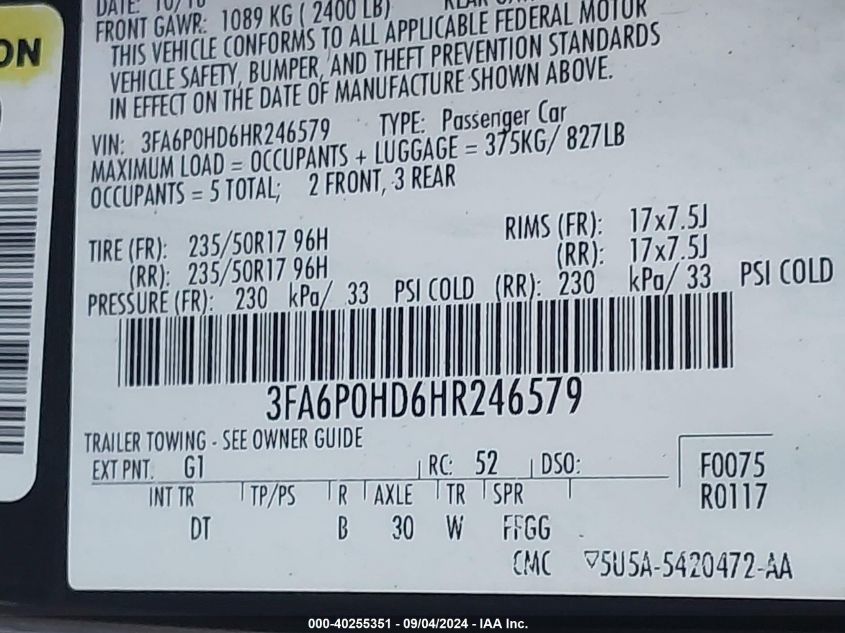 DATE: 10/16
FRONT GAWR: 1089 KG ( 2400 LB)
THIS VEHICLE CONFORMS TO ALL APPLICABLE FEDERAL MOTOR
VEHICLE SAFETY, BUMPER, AND THEFT PREVENTION STANDARDS
IN EFFECT ON THE DATE OF MANUFACTURE SHOWN ABOVE.
VIN: 3FA6P0HD6HR246579 TYPE: Passenger Car
MAXIMUM LOAD = OCCUPANTS + LUGGAGE = 375KG/ 827LB
OCCUPANTS = 5 TOTAL; 2 FRONT, 3 REAR
TIRE (FR): 235/50R17 96H RIMS (FR): 17x7.5J
(RR): 235/50R17 96H (RR): 17x7.5J
PRESSURE (FR): 230 kPa/ 33 PSI COLD (RR): 230 kPa/ 33 PSI COLD
3FA6P0HD6HR246579
TRAILER TOWING - SEE OWNER GUIDE
EXT PNT. G1 RC: 52 DSO: F0075
INT TR TP/PS R AXLE TR SPR R0117
DT B 30 W FFGG
CMC ▽5U5A-5420472-AA
ON
000-40255351 - 09/04/2024 - IAA Inc.